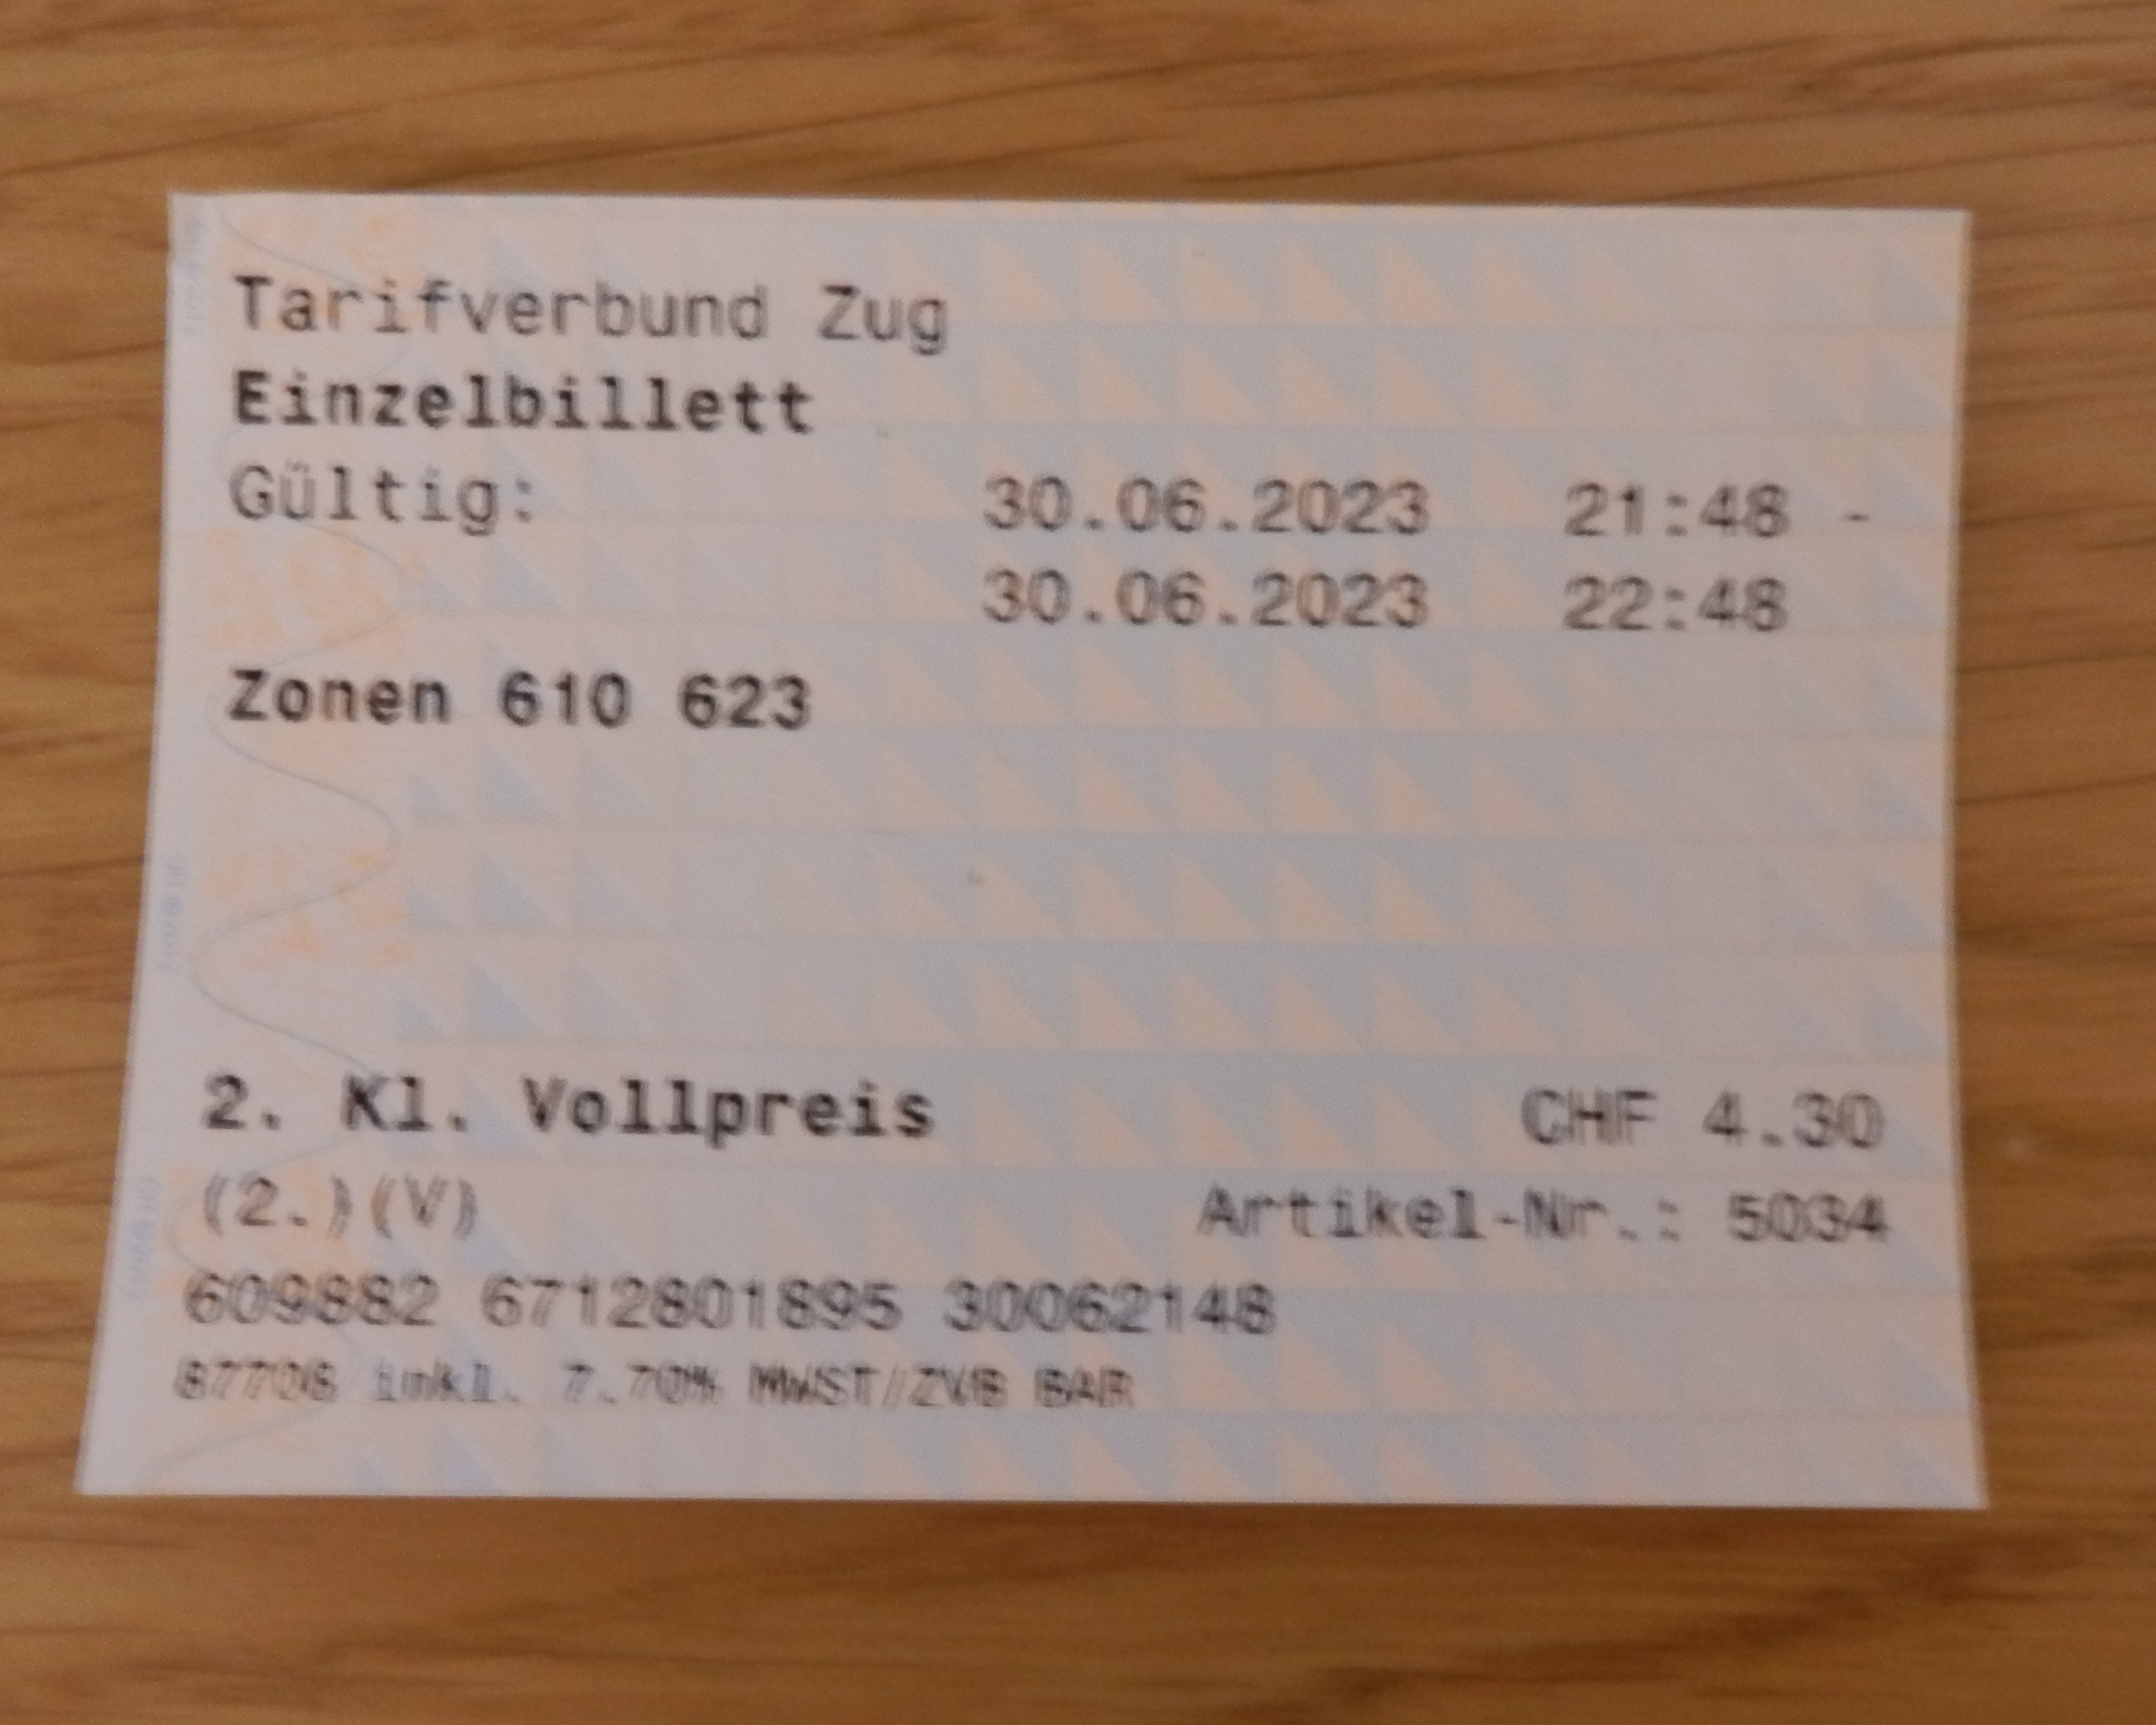 Tarifverbund Zug
Einzelbillett
Gültig: 30.06.2023 21:48 -
30.06.2023 22:48
Zonen 610 623
2. Kl. Vollpreis CHF 4.30
(2.)(V) Artikel-Nr.: 5034
609882 6712801895 30062148
87708 inkl. 7.70% MWST/ZVB BAR